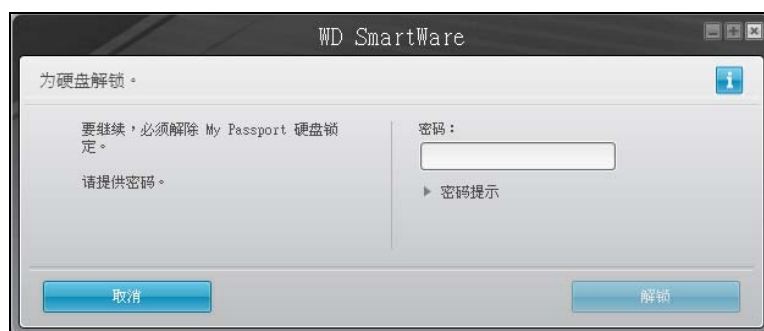 WD SmartWare
为硬盘解锁。
要继续，必须解除 My Passport 硬盘锁
定。
请提供密码。
密码：
密码提示
取消
解锁